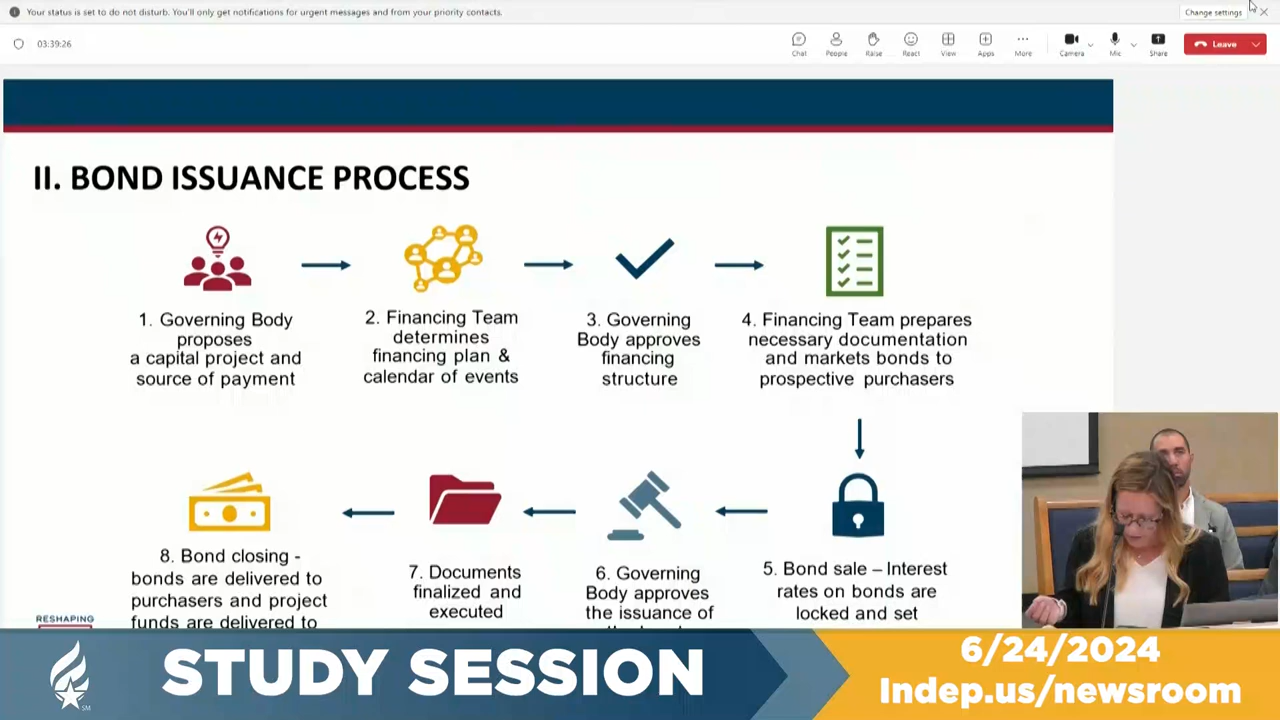 Your status is set to do not disturb. You'll only get notifications for urgent messages and from your priority contacts.
Change settings
03:39:26
Chat
People
Raise
React
View
Apps
More
Camera
Mic
Share
Leave
II. BOND ISSUANCE PROCESS
1. Governing Body
proposes
a capital project and
source of payment
2. Financing Team
determines
financing plan &
calendar of events
3. Governing
Body approves
financing
structure
4. Financing Team prepares
necessary documentation
and markets bonds to
prospective purchasers
8. Bond closing -
bonds are delivered to
purchasers and project
funds are delivered to
7. Documents
finalized and
executed
6. Governing
Body approves
the issuance of
5. Bond sale – Interest
rates on bonds are
locked and set
RESHAPING
STUDY SESSION
6/24/2024
Indep.us/newsroom
SM